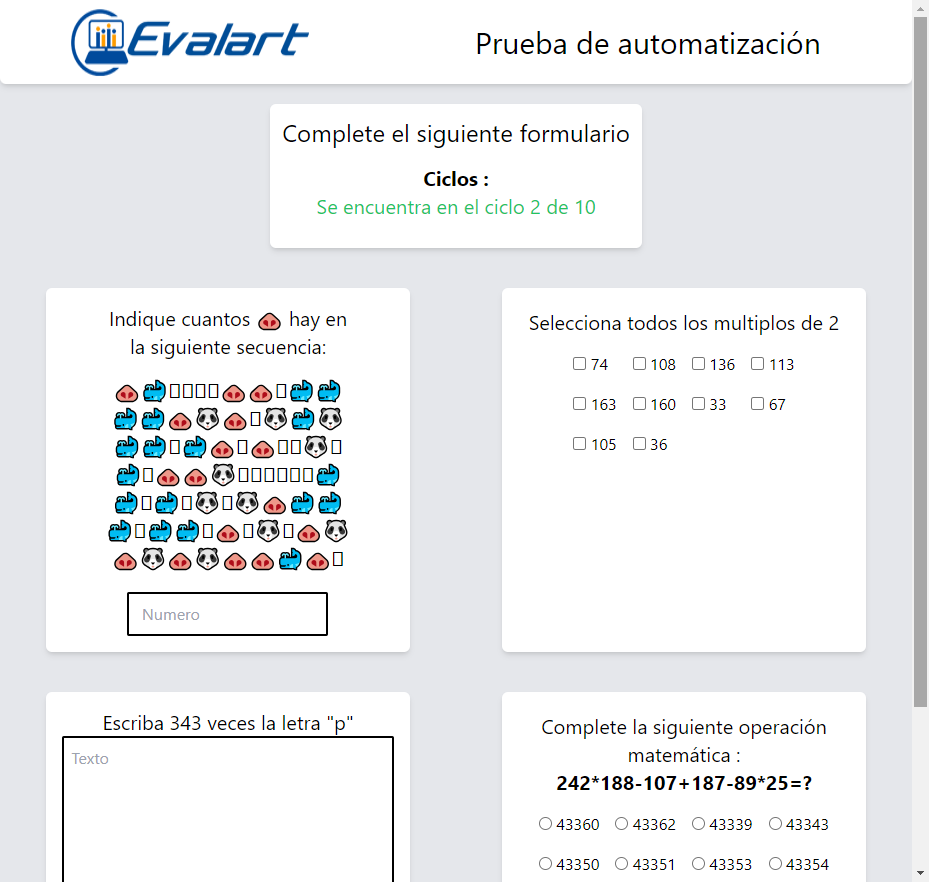 Evalart
Prueba de automatización
Complete el siguiente formulario
Ciclos :
Se encuentra en el ciclo 2 de 10
Indique cuantos hay en
la siguiente secuencia:
Numero
Selecciona todos los multiplos de 2
74 108 136 113
163 160 33 67
105 36
Escriba 343 veces la letra "p"
Texto
Complete la siguiente operación
matemática :
242*188-107+187-89*25=?
43360 43362 43339 43343
43350 43351 43353 43354